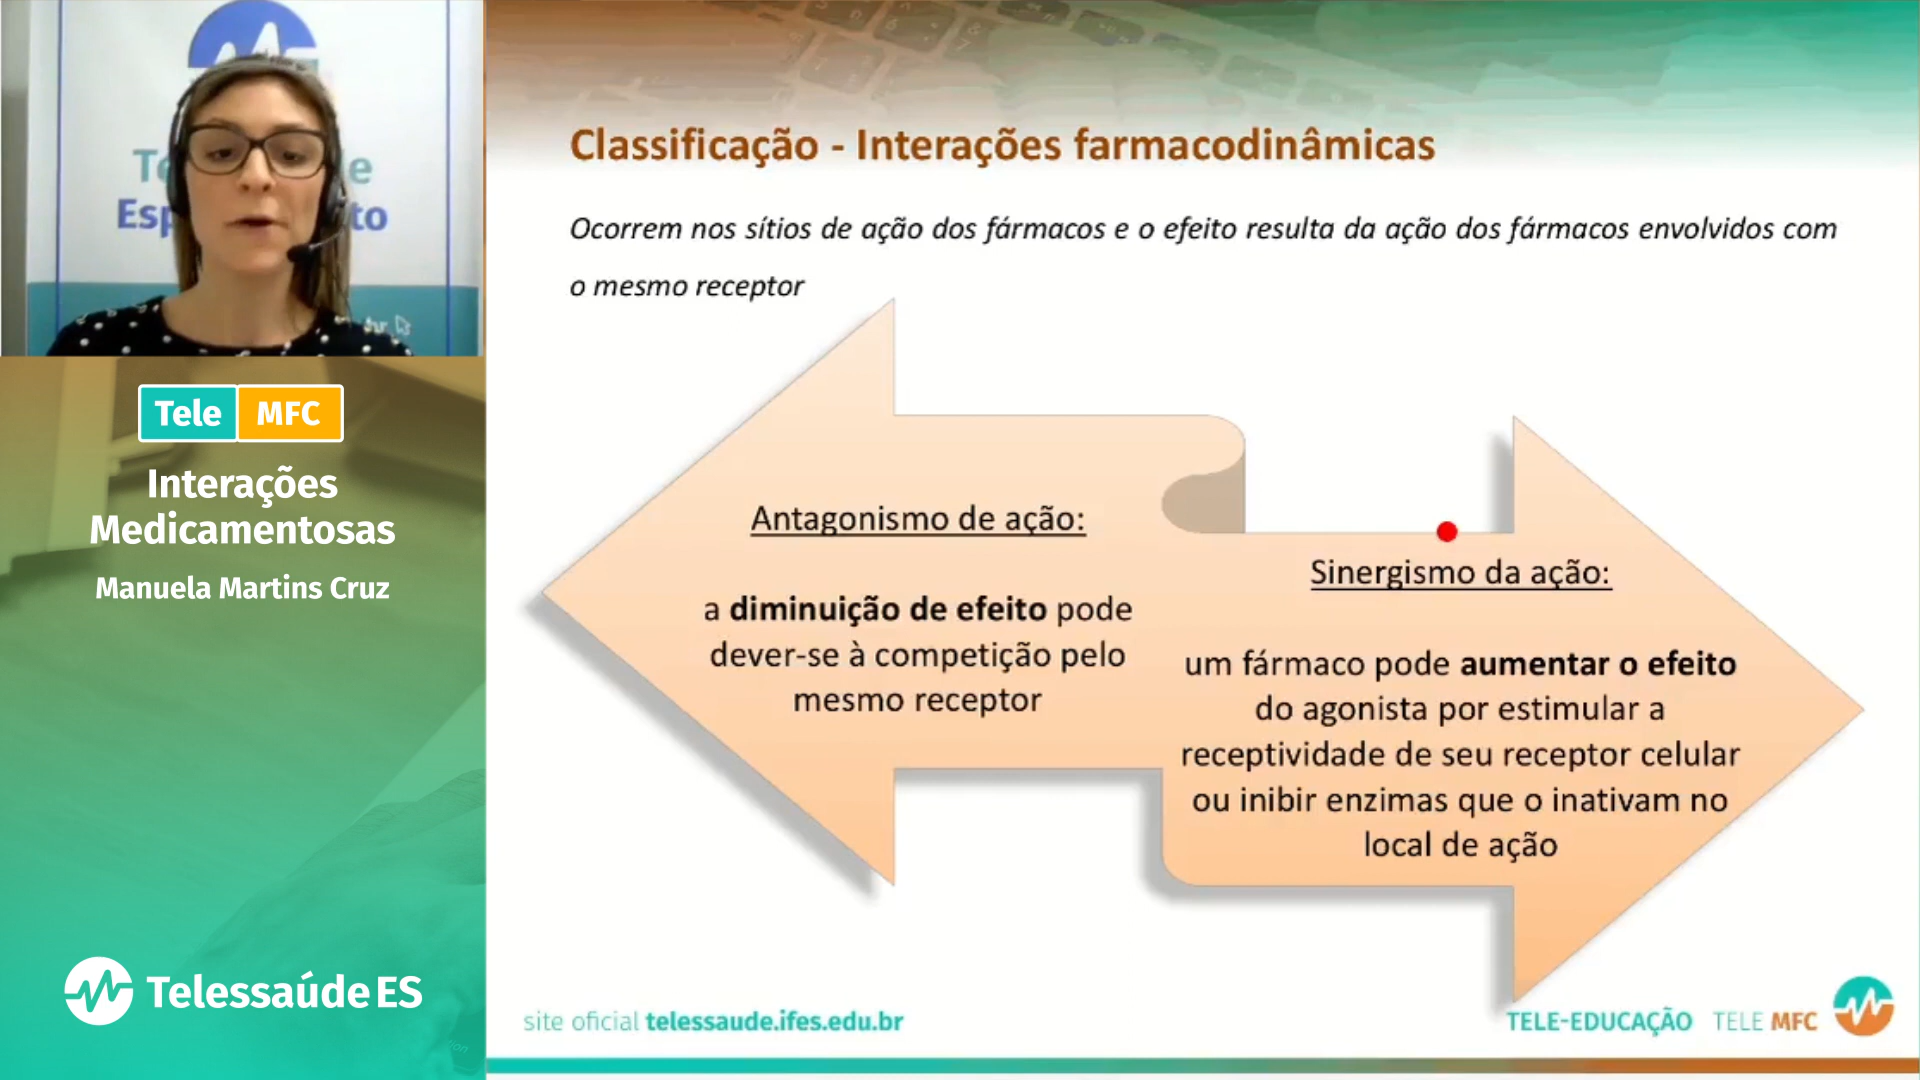 Tele MFC
Interações
Medicamentosas
Manuela Martins Cruz
Telessaúde ES
Classificação - Interações farmacodinâmicas
Ocorrem nos sítios de ação dos fármacos e o efeito resulta da ação dos fármacos envolvidos com
o mesmo receptor
Antagonismo de ação:
a diminuição de efeito pode
dever-se à competição pelo
mesmo receptor
Sinergismo da ação:
um fármaco pode aumentar o efeito
do agonista por estimular a
receptividade de seu receptor celular
ou inibir enzimas que o inativam no
local de ação
site oficial telessaude.ifes.edu.br
TELE-EDUCAÇÃO TELE MFC